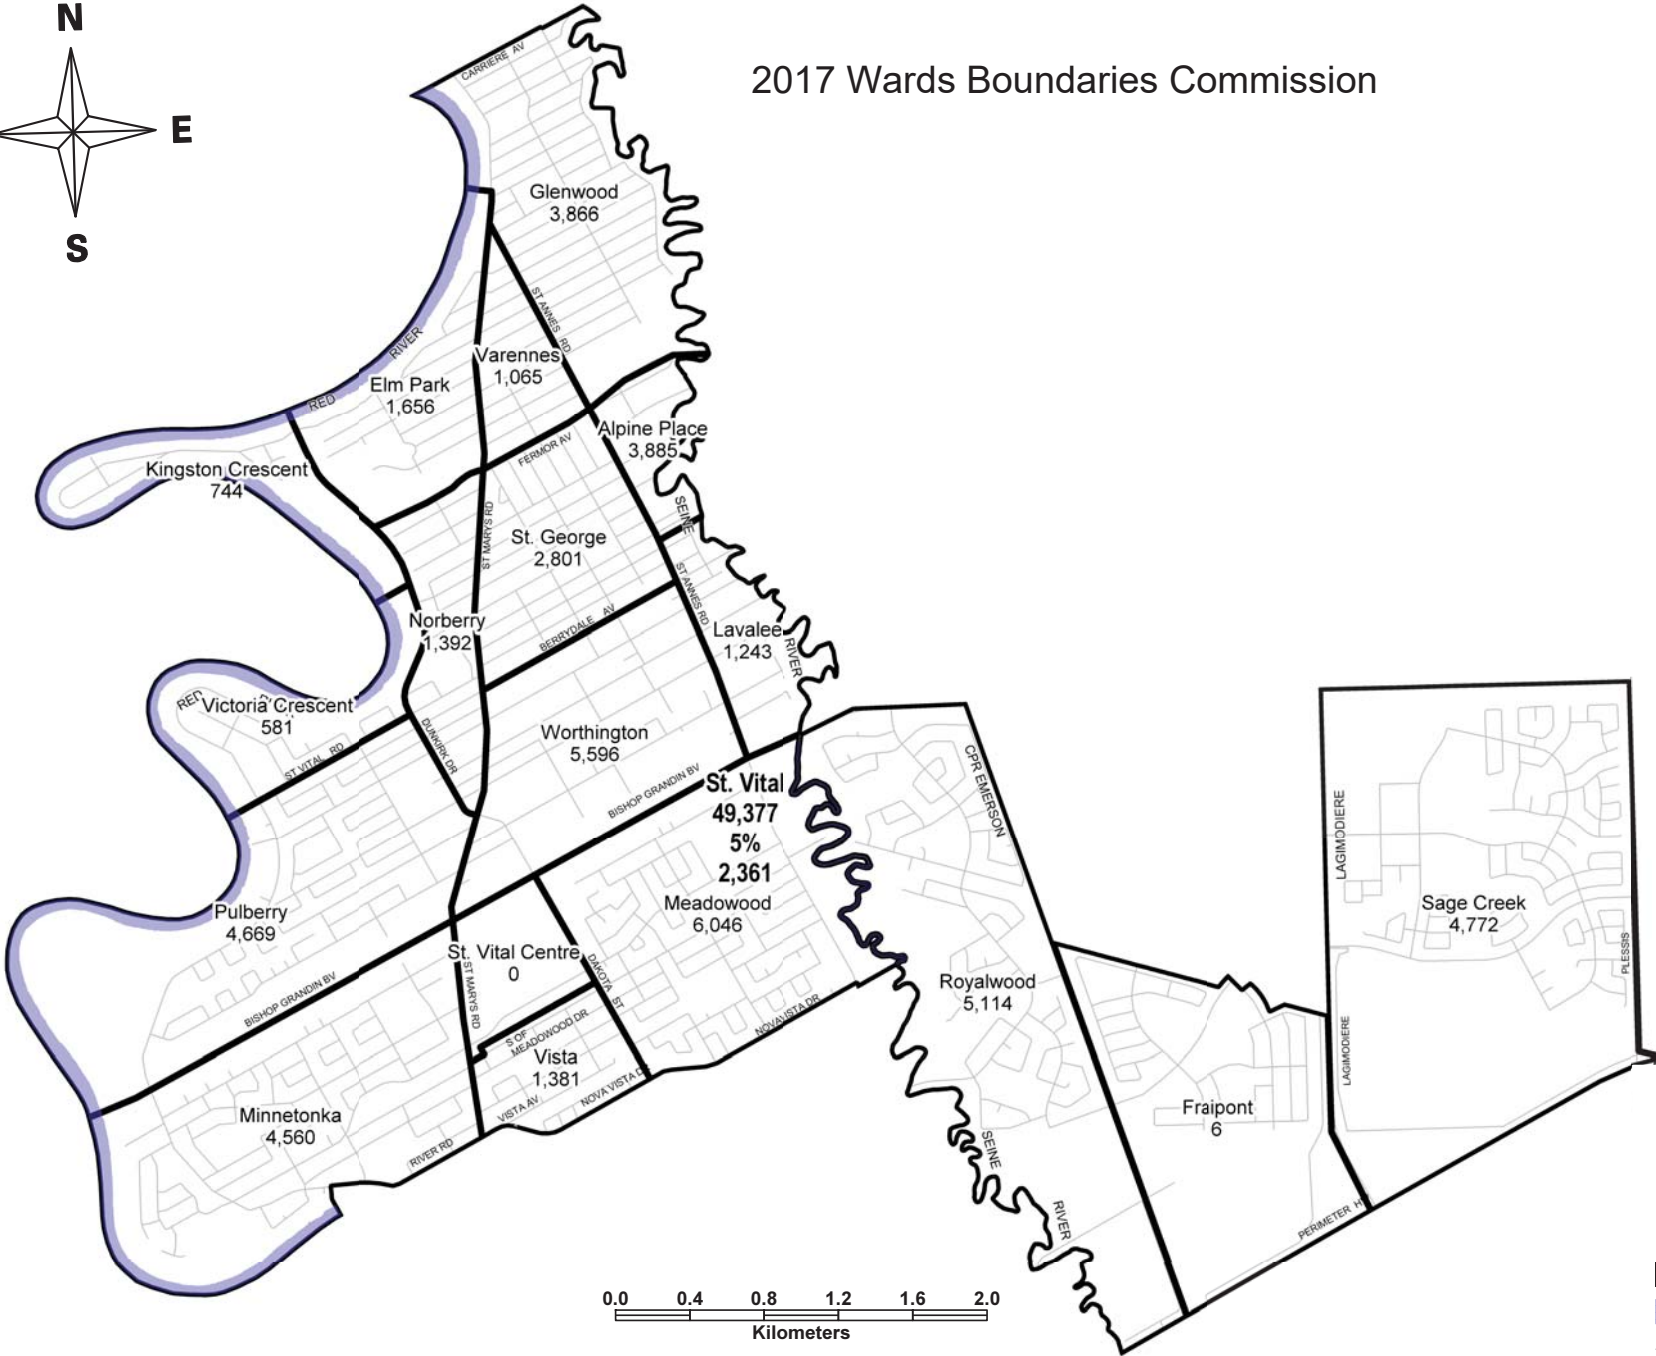 N
E
S
2017 Wards Boundaries Commission
CARRIERE AV
Glenwood
3,866
ST ANNES RD
RIVER
RED
Varennes
1,065
Elm Park
1,656
Alpine Place
3,885
FERMOR AV
Kingston Crescent
744
SEINE
ST MARYS RD
St. George
2,801
ST ANNES RD
Norberry
1,392
BERRYDALE AV
Lavalee
1,243
RIVER
RED
Victoria Crescent
581
ST VITAL RD
DUNKIRK DR
Worthington
5,596
BISHOP GRANDIN BV
St. Vital
49,377
5%
2,361
Meadowood
6,046
CPR EMERSON
LAGIMODIERE
Sage Creek
4,772
PLESSIS
Pulberry
4,669
BISHOP GRANDIN BV
St. Vital Centre
0
ST MARYS RD
DAKOTA ST
S OF
MEADOWOOD DR
NOVAVISTA DR
Royalwood
5,114
LAGIMODIERE
Vista
1,381
VISTA AV
NOVA VISTA D
Minnetonka
4,560
RIVER RD
Fraipont
6
SEINE
RIVER
PERIMETER H
0.0 0.4 0.8 1.2 1.6 2.0
Kilometers